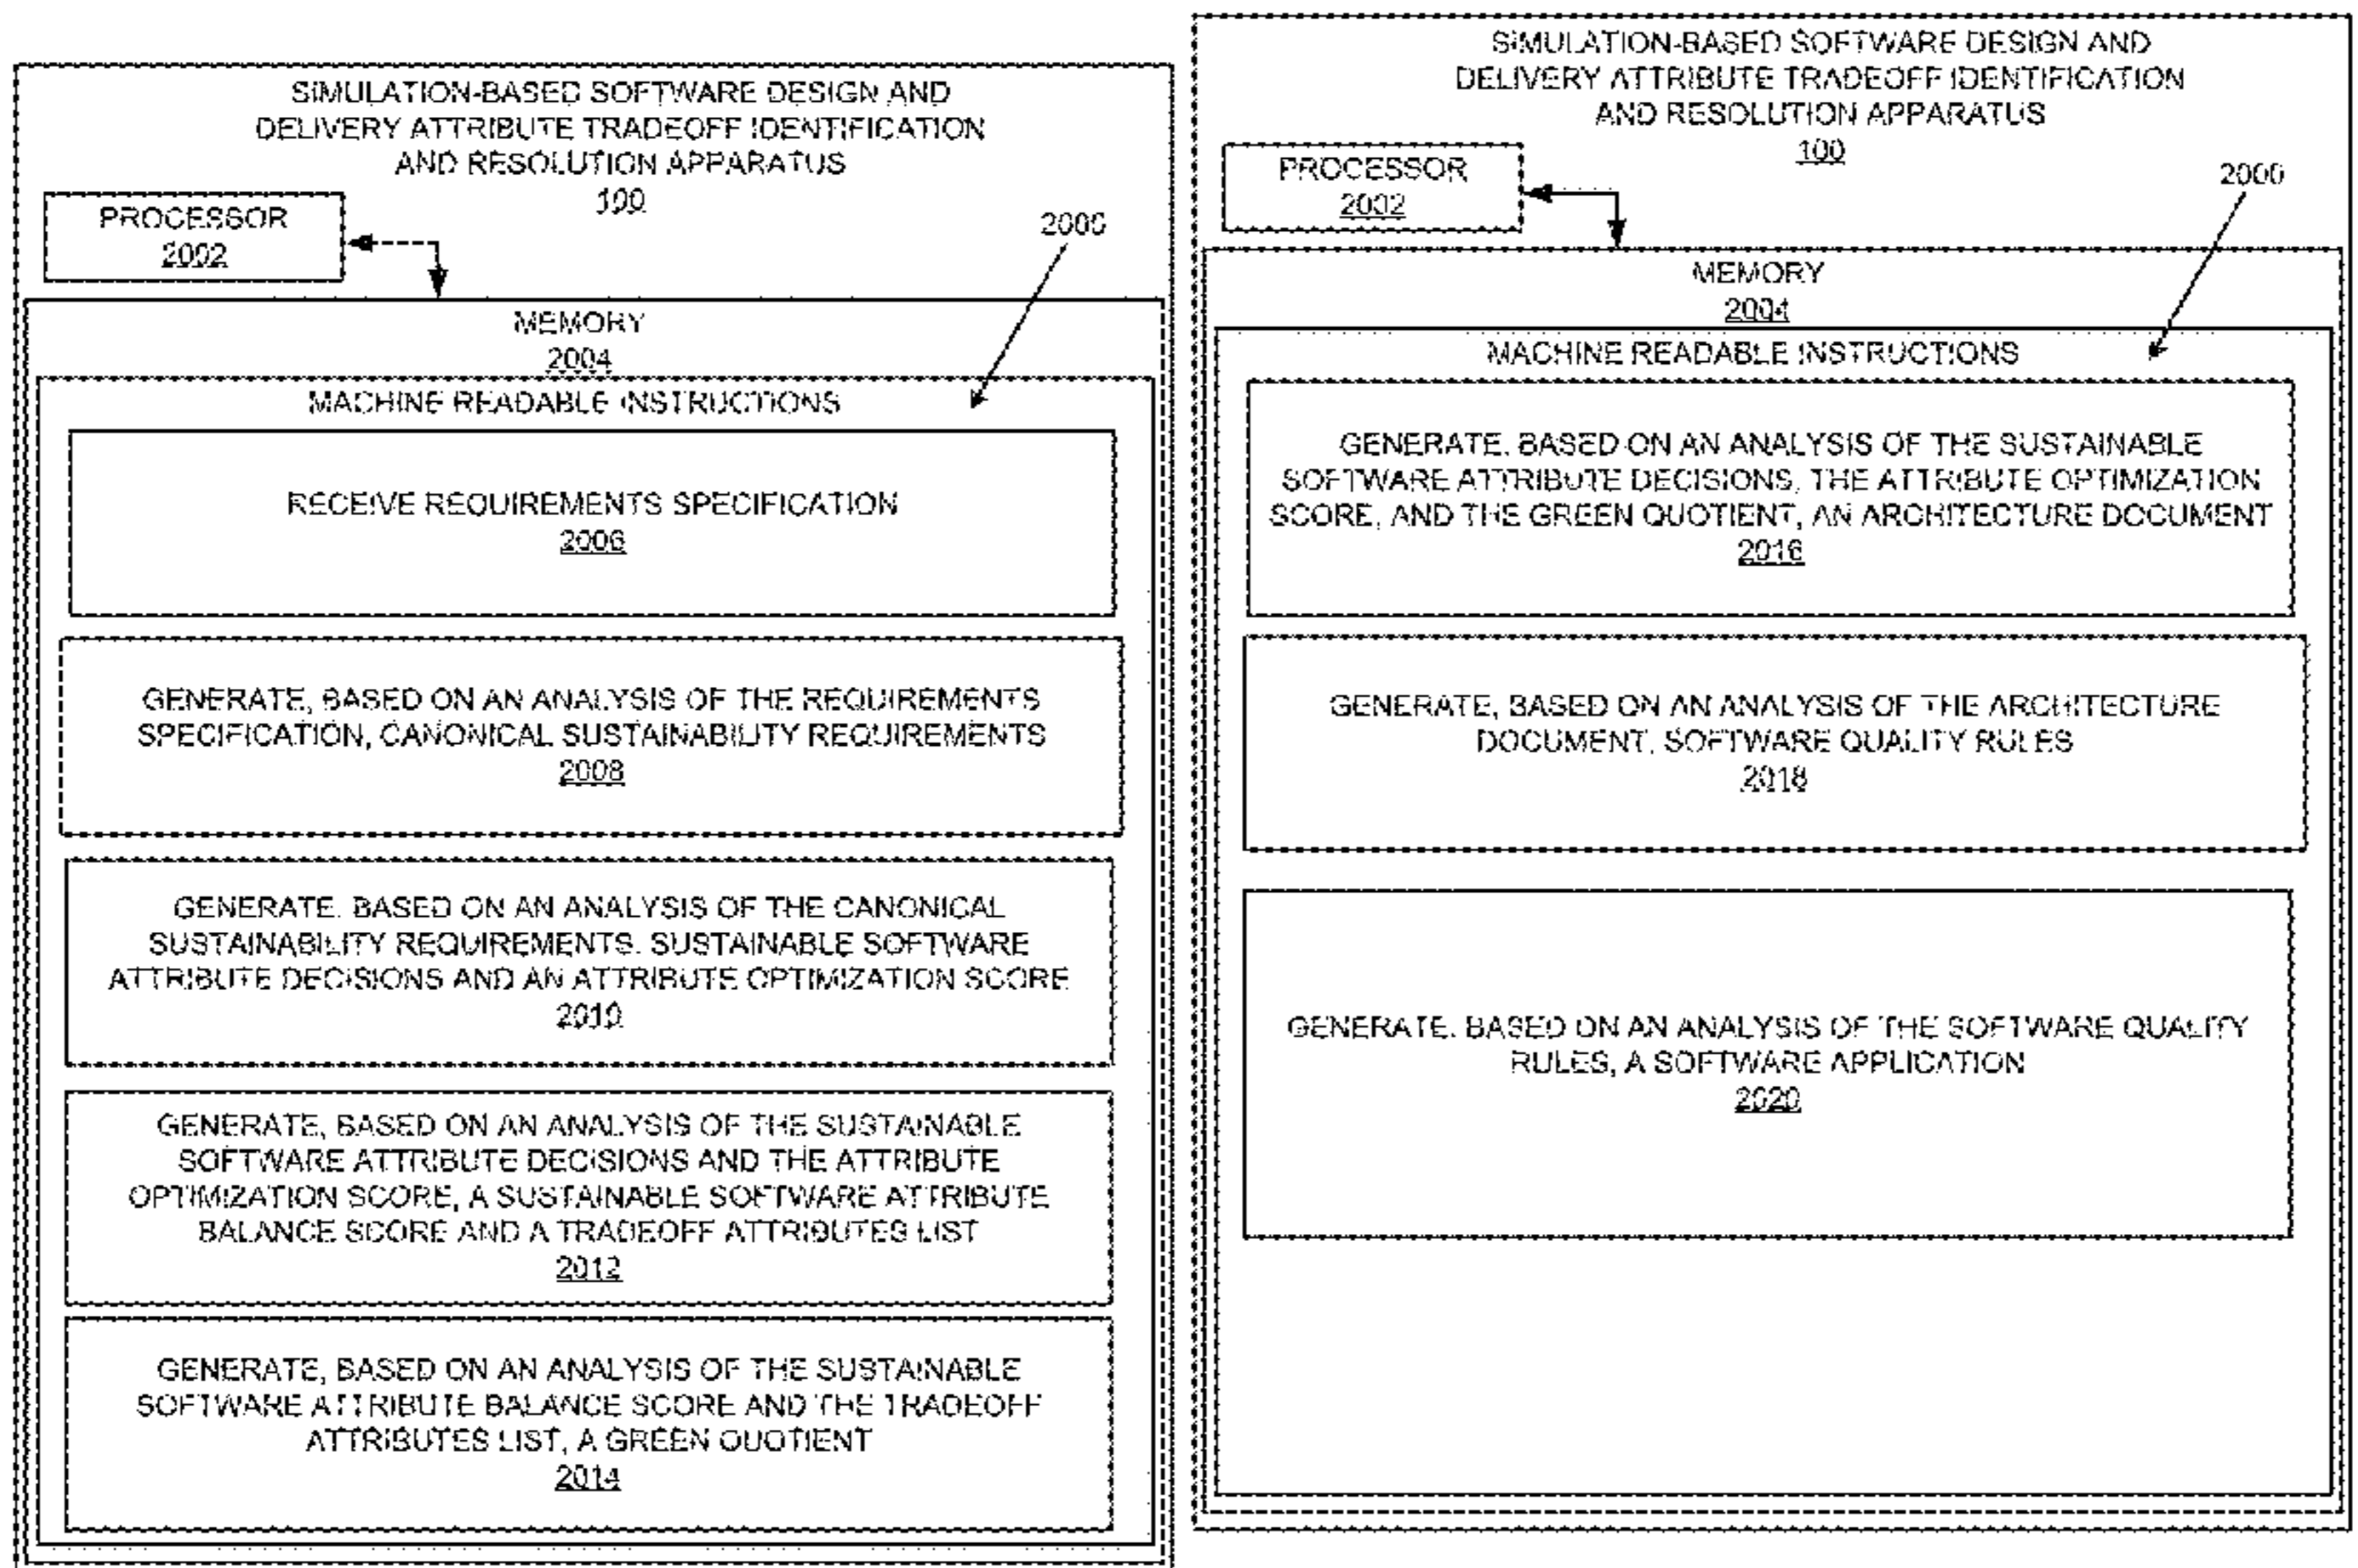 SIMULATION-BASED SOFTWARE DESIGN AND
DELIVERY ATTRIBUTE TRADEOFF IDENTIFICATION
AND RESOLUTION APPARATUS
100
PROCESSOR
2002
2000
MEMORY
2004
MACHINE READABLE INSTRUCTIONS
RECEIVE REQUIREMENTS SPECIFICATION
2006
GENERATE, BASED ON AN ANALYSIS OF THE REQUIREMENTS
SPECIFICATION, CANONICAL SUSTAINABILITY REQUIREMENTS
2008
GENERATE, BASED ON AN ANALYSIS OF THE CANONICAL
SUSTAINABILITY REQUIREMENTS, SUSTAINABLE SOFTWARE
ATTRIBUTE DECISIONS AND AN ATTRIBUTE OPTIMIZATION SCORE
2010
GENERATE, BASED ON AN ANALYSIS OF THE SUSTAINABLE
SOFTWARE ATTRIBUTE DECISIONS AND THE ATTRIBUTE
OPTIMIZATION SCORE, A SUSTAINABLE SOFTWARE ATTRIBUTE
BALANCE SCORE AND A TRADEOFF ATTRIBUTES LIST
2012
GENERATE, BASED ON AN ANALYSIS OF THE SUSTAINABLE
SOFTWARE ATTRIBUTE BALANCE SCORE AND THE TRADEOFF
ATTRIBUTES LIST, A GREEN QUOTIENT
2014
SIMULATION-BASED SOFTWARE DESIGN AND
DELIVERY ATTRIBUTE TRADEOFF IDENTIFICATION
AND RESOLUTION APPARATUS
100
PROCESSOR
2002
2000
MEMORY
2004
MACHINE READABLE INSTRUCTIONS
GENERATE, BASED ON AN ANALYSIS OF THE SUSTAINABLE
SOFTWARE ATTRIBUTE DECISIONS, THE ATTRIBUTE OPTIMIZATION
SCORE, AND THE GREEN QUOTIENT, AN ARCHITECTURE DOCUMENT
2016
GENERATE, BASED ON AN ANALYSIS OF THE ARCHITECTURE
DOCUMENT, SOFTWARE QUALITY RULES
2018
GENERATE, BASED ON AN ANALYSIS OF THE SOFTWARE QUALITY
RULES, A SOFTWARE APPLICATION
2020